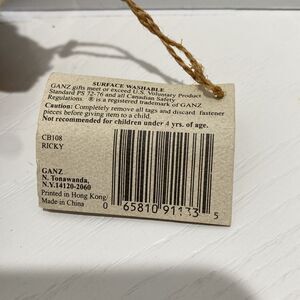 SURFACE WASHABLE
GANZ gifts meet or exceed U.S. Voluntary Product
Standard PS 72-76 and all Canadian Safety
Regulations. ® is a registered trademark of GANZ
Caution: Completely remove all tags and discard fastener
pieces before giving item to a child.
Not recommended for children under 4 yrs. of age.
CB108
RICKY
GANZ
N. Tonawanda,
N.Y.14120-2060
Printed in Hong Kong
Made in China
0 65810 91133 5